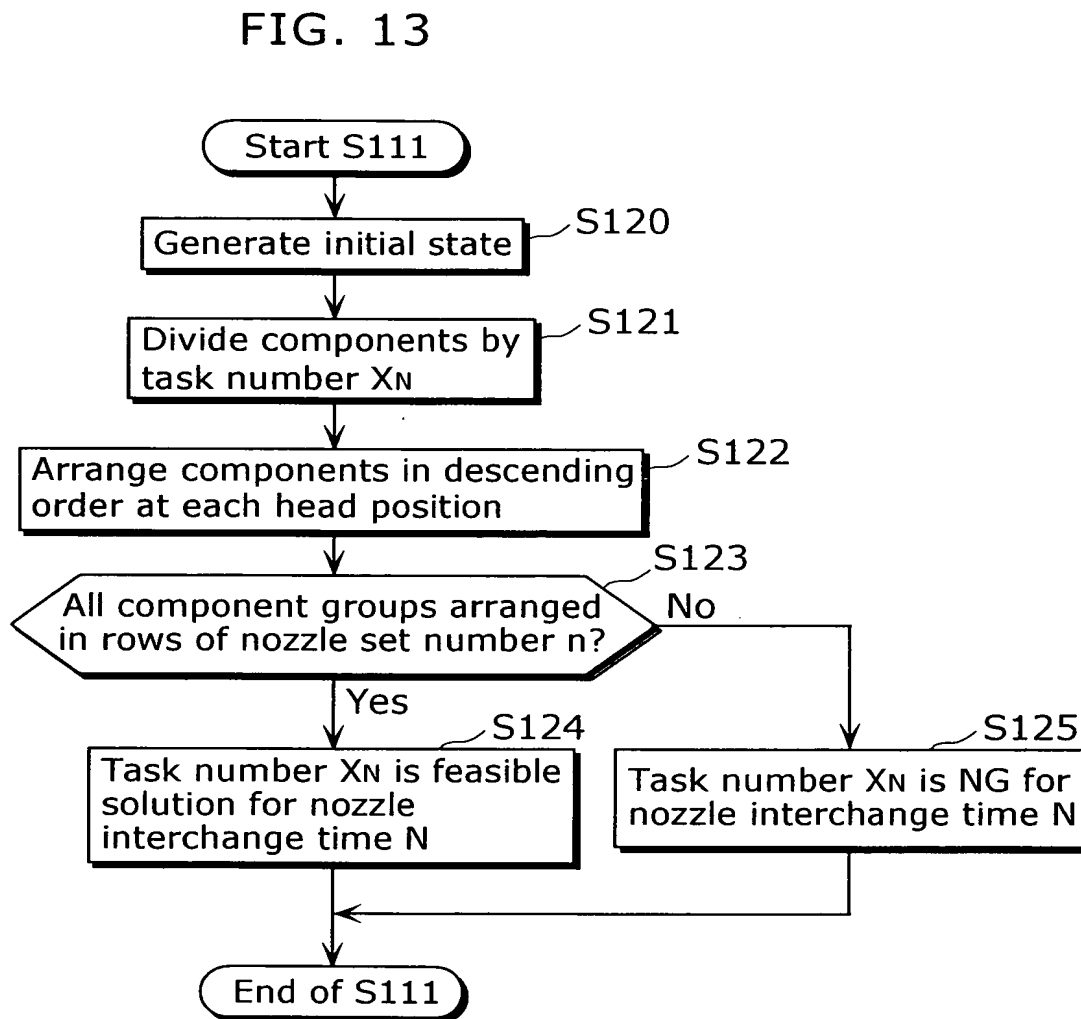 FIG. 13
Start S111
S120
Generate initial state
S121
Divide components by
task number XN
S122
Arrange components in descending
order at each head position
S123
All component groups arranged
in rows of nozzle set number n?
No
Yes
S124
Task number XN is feasible
solution for nozzle
interchange time N
S125
Task number XN is NG for
nozzle interchange time N
End of S111